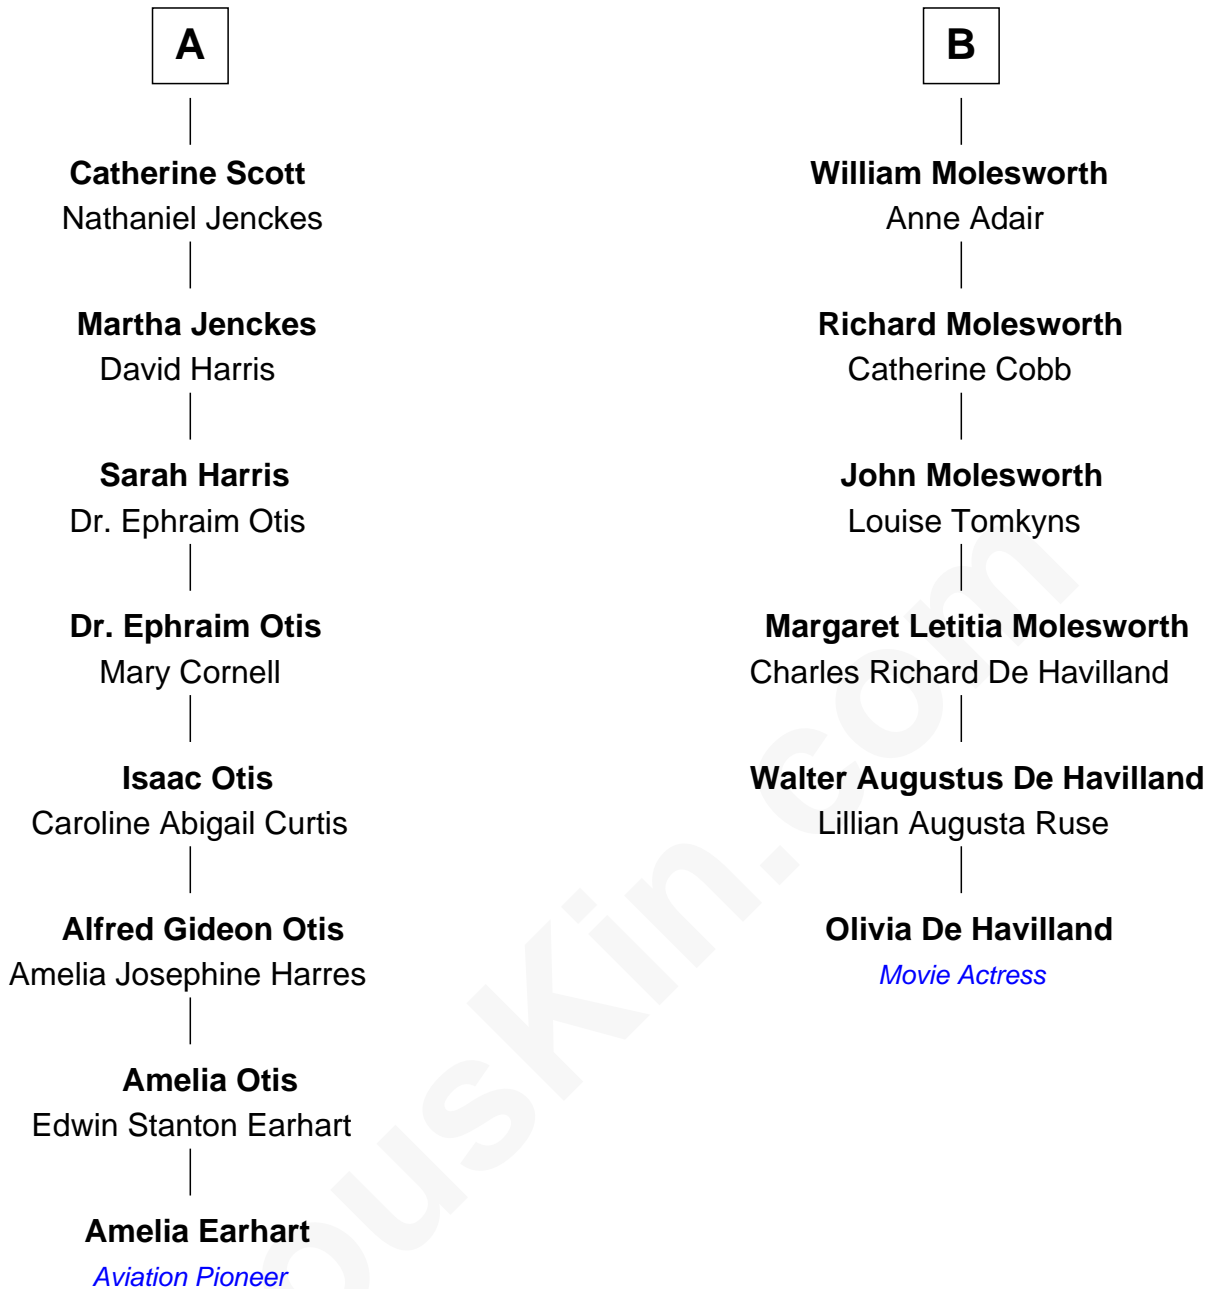 A
Catherine Scott
Nathaniel Jenckes
Martha Jenckes
David Harris
Sarah Harris
Dr. Ephraim Otis
Dr. Ephraim Otis
Mary Cornell
Isaac Otis
Caroline Abigail Curtis
Alfred Gideon Otis
Amelia Josephine Harres
Amelia Otis
Edwin Stanton Earhart
Amelia Earhart
Aviation Pioneer
B
William Molesworth
Anne Adair
Richard Molesworth
Catherine Cobb
John Molesworth
Louise Tomkyns
Margaret Letitia Molesworth
Charles Richard De Havilland
Walter Augustus De Havilland
Lillian Augusta Ruse
Olivia De Havilland
Movie Actress
ousKin.com